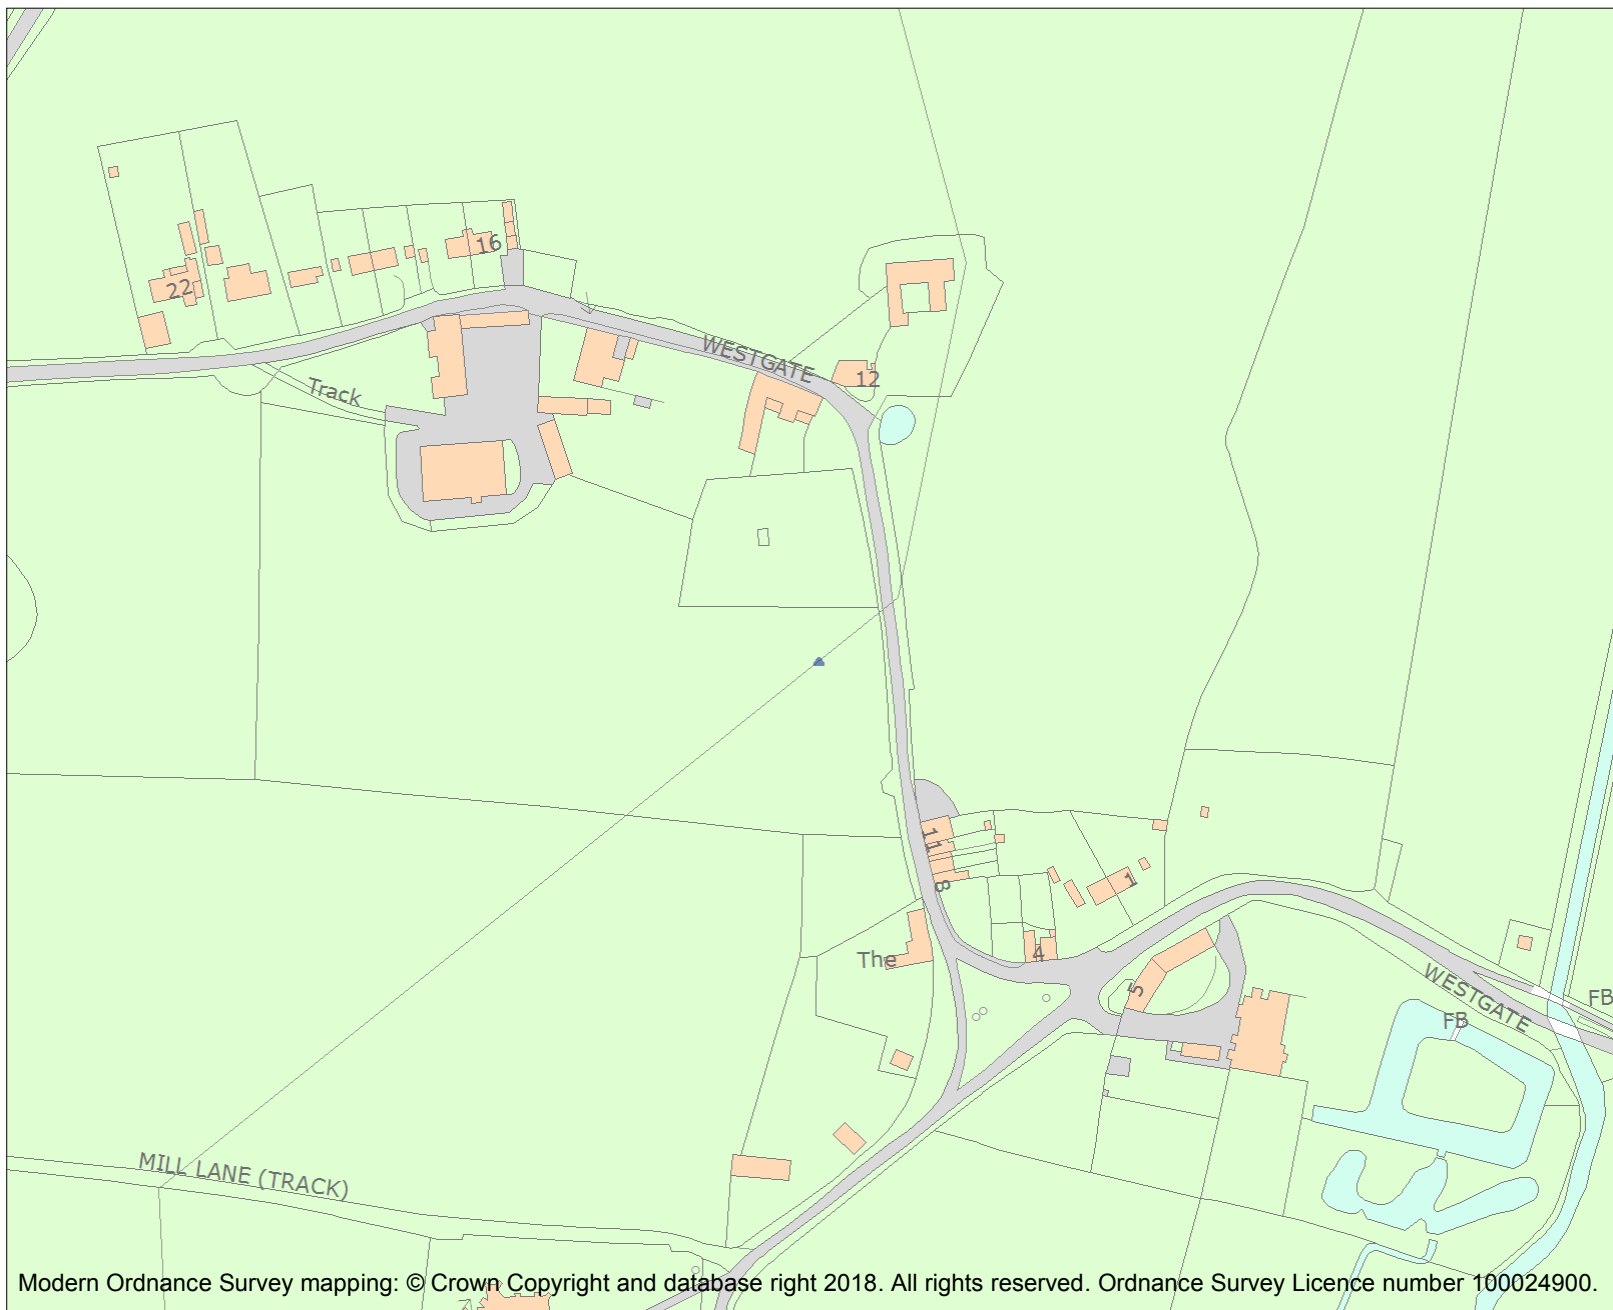 16
22
WESTGATE
12
Track
11
8
1
The
4
5
WESTGATE
FB
FB
MILL LANE (TRACK)
Modern Ordnance Survey mapping: © Crown Copyright and database right 2018. All rights reserved. Ordnance Survey Licence number 100024900.